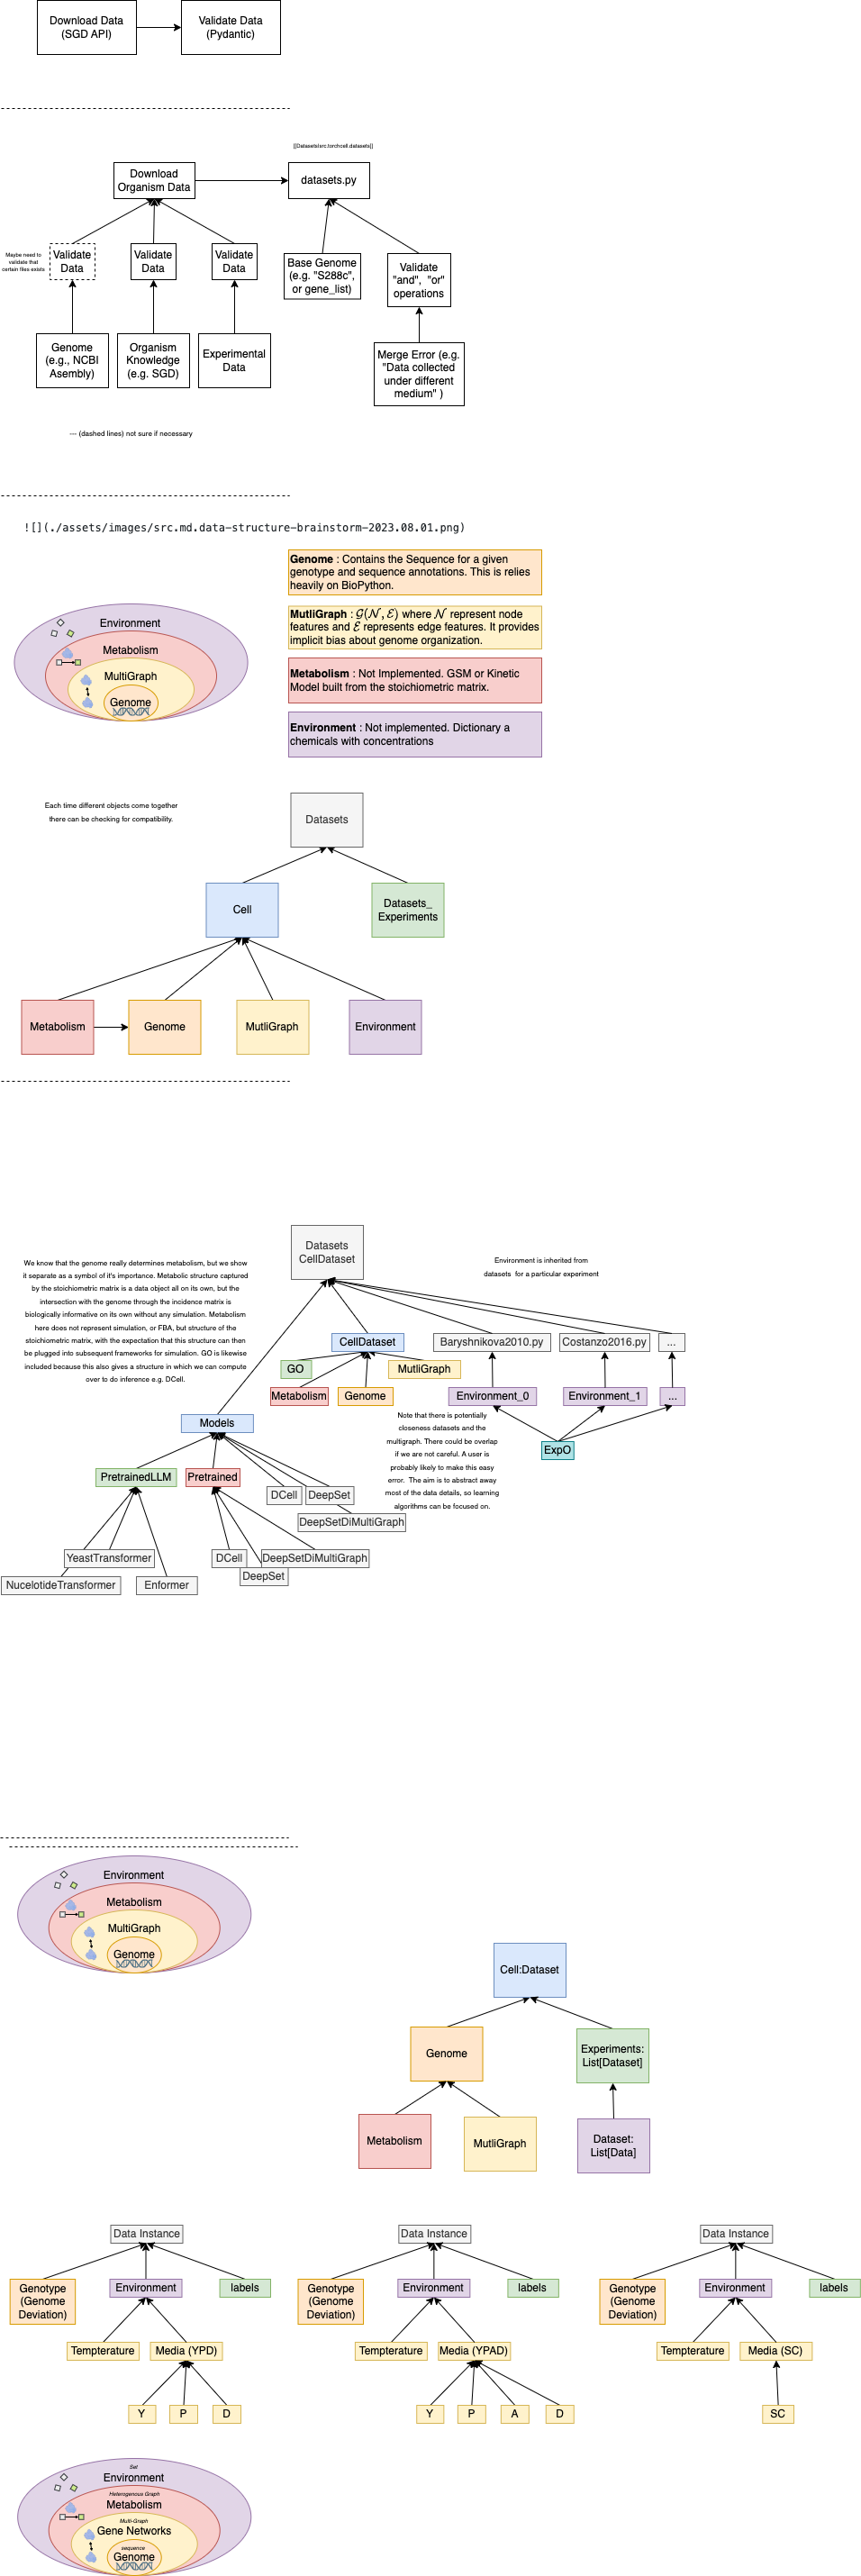 Download Data
(SGD API)
Validate Data
(Pydantic)
[[Datasets|src.torchcell.datasets]]
Download
Organism Data
datasets.py
Maybe need to
validate that
certain files exists
Validate
Data
Validate
Data
Validate
Data
Base Genome
(e.g. "S288c",
or gene_list)
Validate
"and", "or"
operations
Genome
(e.g., NCBI
Asembly)
Organism
Knowledge
(e.g. SGD)
Experimental
Data
Merge Error (e.g.
"Data collected
under different
medium" )
--- (dashed lines) not sure if necessary
![](./assets/images/src.md.data-structure-brainstorm-2023.08.01.png)
Genome : Contains the Sequence for a given
genotype and sequence annotations. This is relies
heavily on BioPython.
MutliGraph : 𝒢(𝒩, ℰ) where 𝒩 represent node
features and ℰ represents edge features. It provides
implicit bias about genome organization.
Metabolism : Not Implemented. GSM or Kinetic
Model built from the stoichiometric matrix.
Environment : Not implemented. Dictionary a
chemicals with concentrations
Environment
Metabolism
MultiGraph
Genome
Each time different objects come together
there can be checking for compatibility.
Datasets
Cell
Datasets_
Experiments
Metabolism
Genome
MutliGraph
Environment
Datasets
CellDataset
We know that the genome really determines metabolism, but we show
it separate as a symbol of it's importance. Metabolic structure captured
by the stoichiometric matrix is a data object all on its own, but the
intersection with the genome through the incidence matrix is
biologically informative on its own without any simulation. Metabolism
here does not represent simulation, or FBA, but structure of the
stoichiometric matrix, with the expectation that this structure can then
be plugged into subsequent frameworks for simulation. GO is likewise
included because this also gives a structure in which we can compute
over to do inference e.g. DCell.
Environment is inherited from
datasets for a particular experiment
CellDataset
Baryshnikova2010.py
Costanzo2016.py
...
GO
MutliGraph
Metabolism
Genome
Environment_0
Environment_1
...
Note that there is potentially
closeness datasets and the
multigraph. There could be overlap
if we are not careful. A user is
probably likely to make this easy
error. The aim is to abstract away
most of the data details, so learning
algorithms can be focused on.
ExpO
Models
PretrainedLLM
Pretrained
DCell
DeepSet
DeepSetDiMultiGraph
YeastTransformer
DCell
DeepSetDiMultiGraph
DeepSet
NucelotideTransformer
Enformer
Environment
Metabolism
MultiGraph
Genome
Cell:Dataset
Genome
Experiments:
List[Dataset]
Metabolism
MutliGraph
Dataset:
List[Data]
Data Instance
Genotype
(Genome
Deviation)
Environment
labels
Tempterature
Media (YPD)
Y
P
D
Data Instance
Genotype
(Genome
Deviation)
Environment
labels
Tempterature
Media (YPAD)
Y
P
A
D
Data Instance
Genotype
(Genome
Deviation)
Environment
labels
Tempterature
Media (SC)
SC
Set
Environment
Heterogenous Graph
Metabolism
Multi-Graph
Gene Networks
sequence
Genome